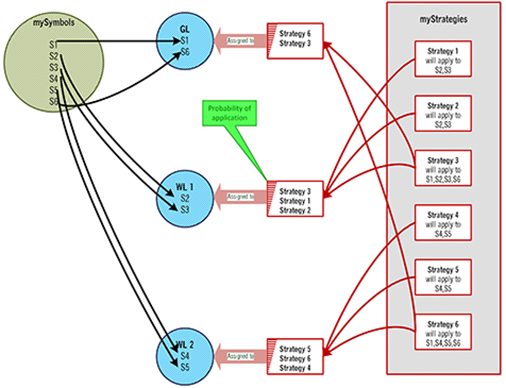 mySymbols
S1
S2
S3
S4
S5
S6
GL
S1
S6
Assigned to
Strategy 6
Strategy 3
Probability of
application
WL 1
S2
S3
Assigned to
Strategy 3
Strategy 1
Strategy 2
WL 2
S4
S5
Assigned to
Strategy 5
Strategy 6
Strategy 4
myStrategies
Strategy 1
will apply to
S2,S3
Strategy 2
will apply to
S2,S3
Strategy 3
will apply to
S1,S2,S3,S6
Strategy 4
will apply to
S4,S5
Strategy 5
will apply to
S4,S5
Strategy 6
will apply to
S1,S4,S5,S6